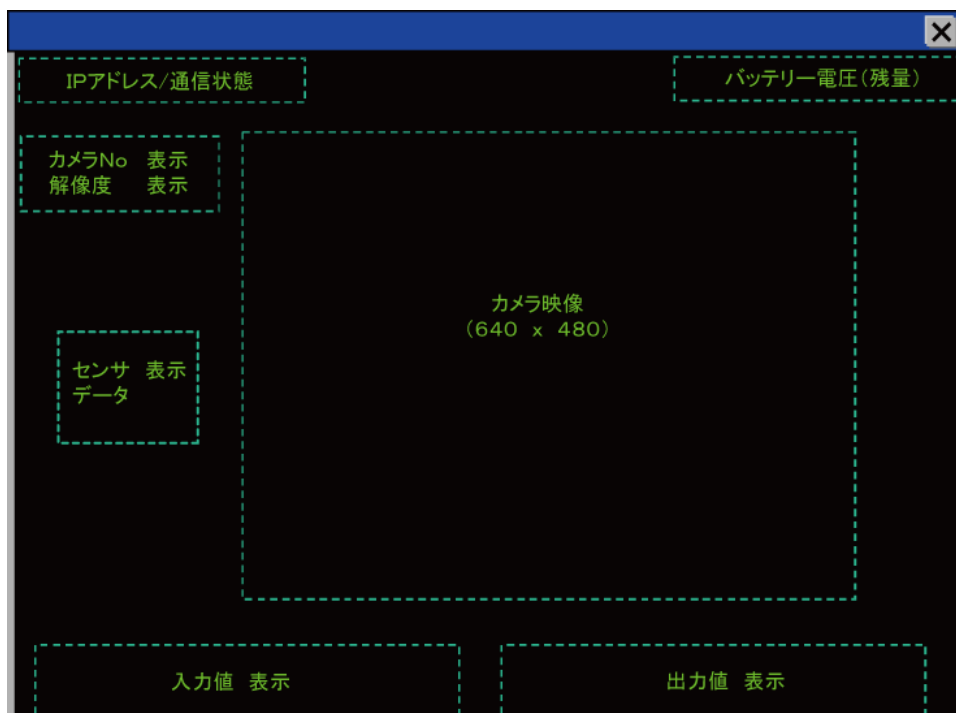 IPアドレス/通信状態
バッテリー電圧(残量)
カメラNo 表示
解像度 表示
カメラ映像
(640 x 480)
センサ 表示
データ
入力値 表示
出力値 表示